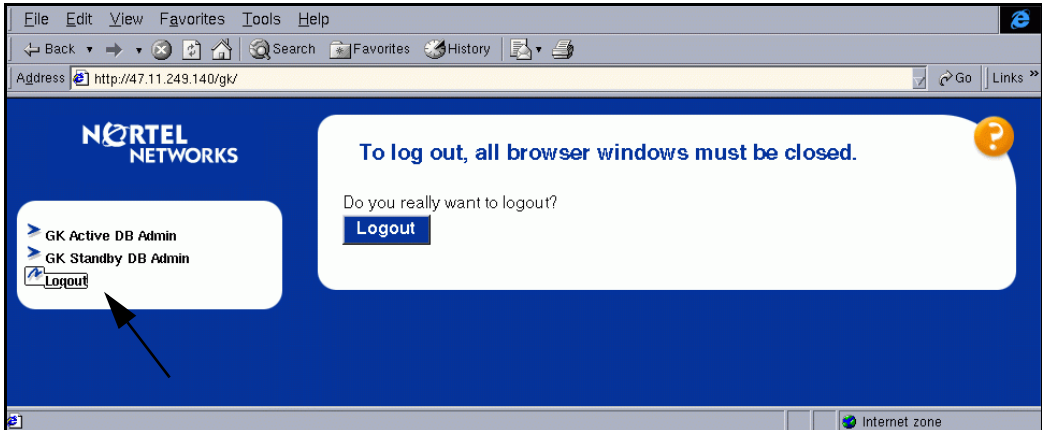 File Edit View Favorites Tools Help
Back Search Favorites History
Address http://47.11.249.140/gk/ Go Links »
NORTEL
NETWORKS
To log out, all browser windows must be closed.
?
Do you really want to logout?
Logout
GK Active DB Admin
GK Standby DB Admin
Logout
Internet zone